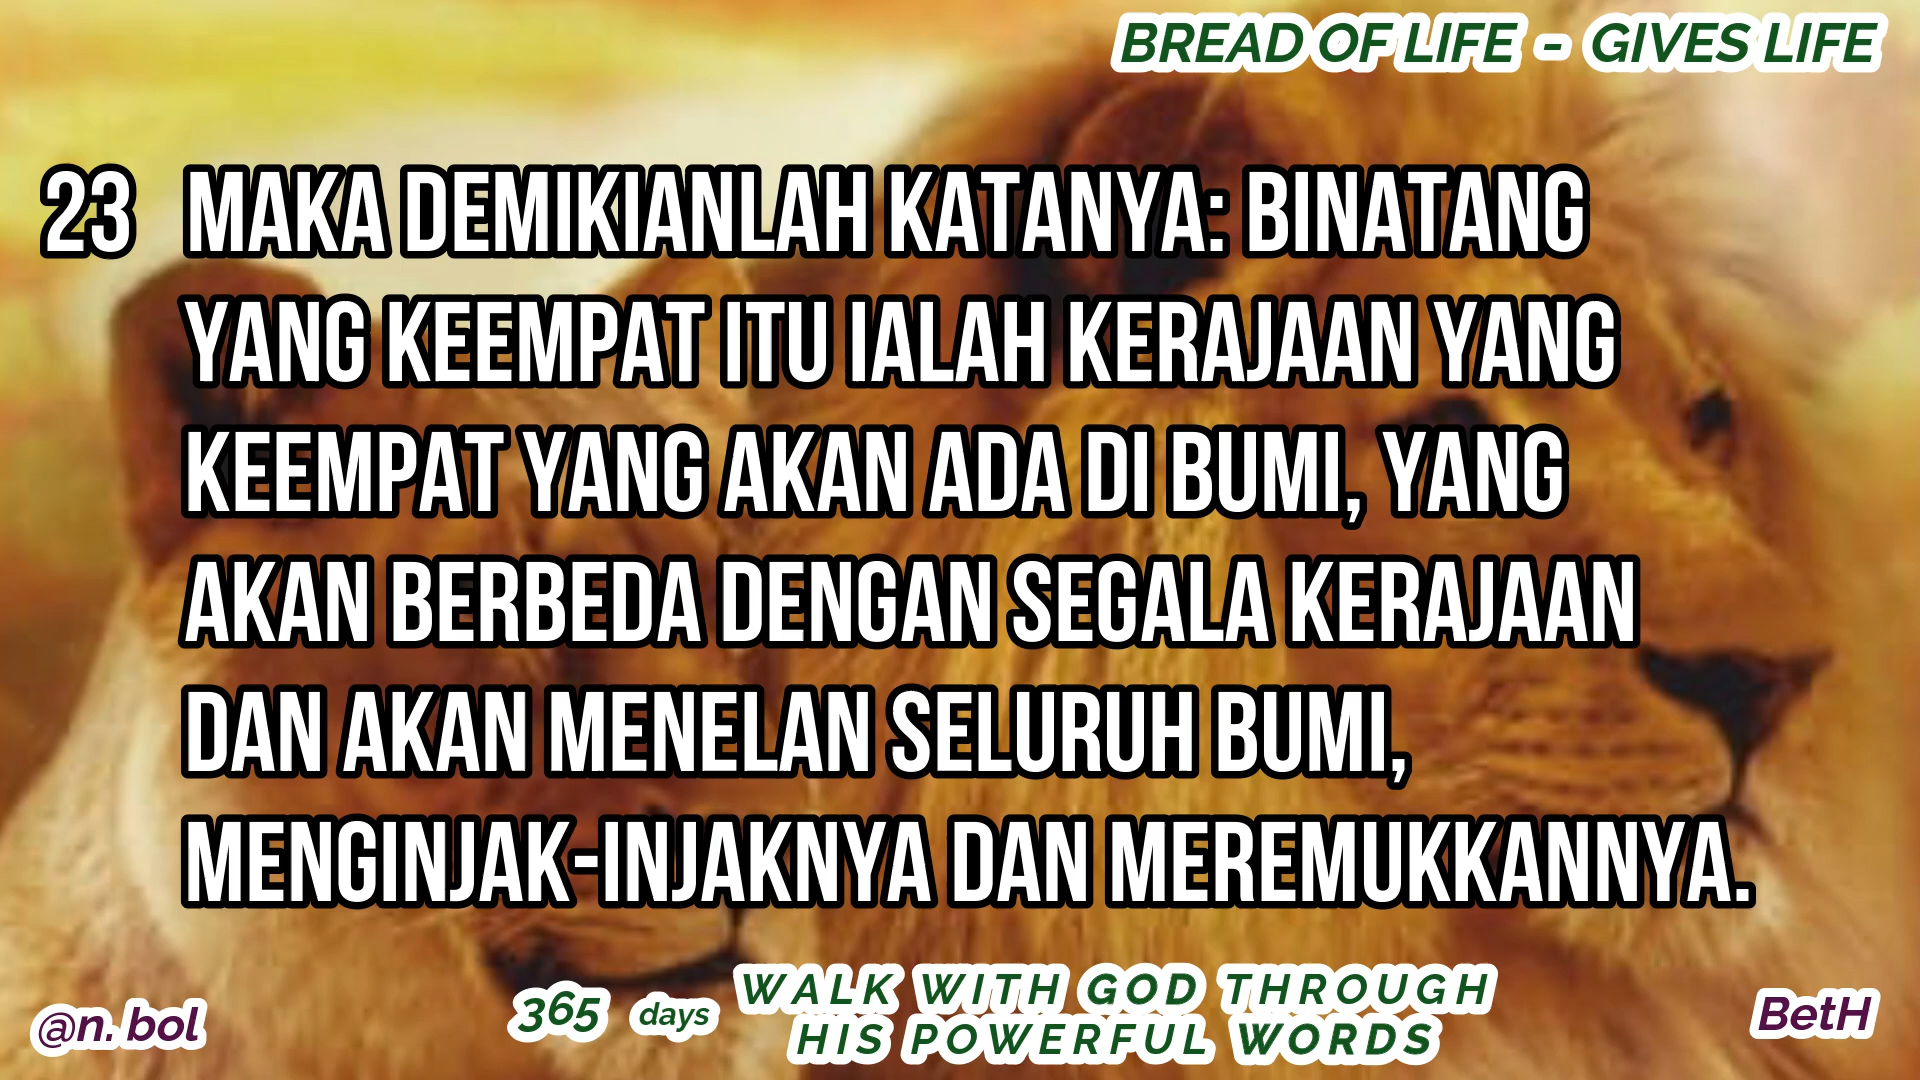 BREAD OF LIFE - GIVES LIFE
23 MAKA DEMIKIANLAH KATANYA: BINATANG
YANG KEEMPAT ITU IALAH KERAJAAN YANG
KEEMPAT YANG AKAN ADA DI BUMI, YANG
AKAN BERBEDA DENGAN SEGALA KERAJAAN
DAN AKAN MENELAN SELURUH BUMI,
MENGINJAK-INJAKNYA DAN MEREMUKKANNYA.
@n. bol
365 days
WALK WITH GOD THROUGH
HIS POWERFUL WORDS
BetH